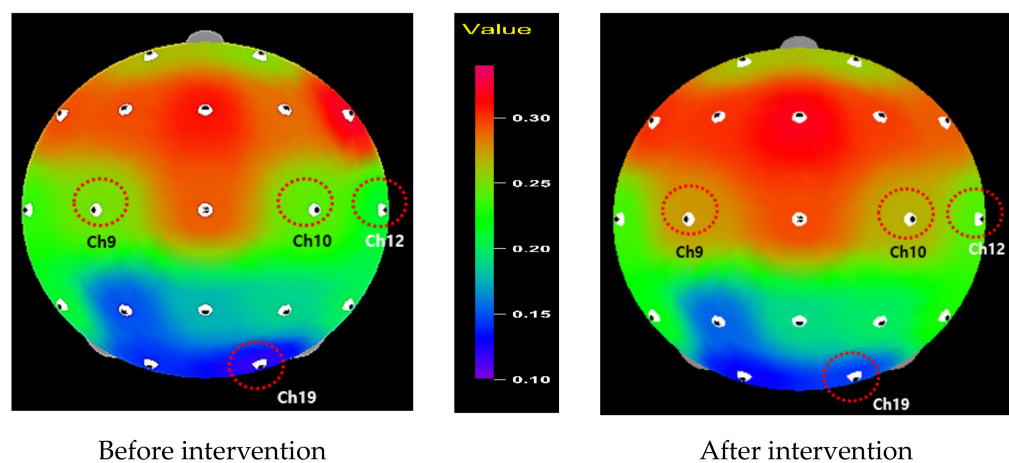 Value
0.30
0.25
0.20
0.15
0.10
Ch9
Ch10
Ch12
Ch19
Ch9
Ch10
Ch12
Ch19
Before intervention
After intervention